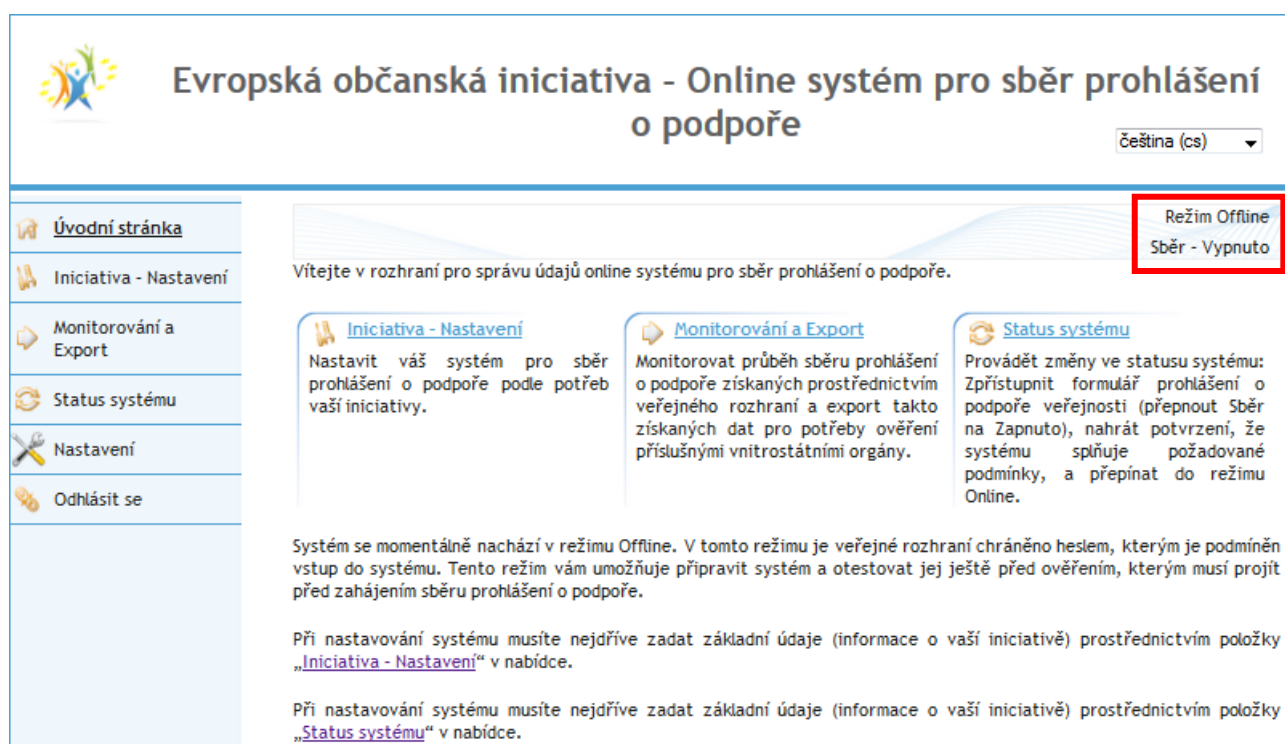 Evropská občanská iniciativa - Online systém pro sběr prohlášení
o podpoře
čeština (cs)
Úvodní stránka
Iniciativa - Nastavení
Monitorování a
Export
Status systému
Nastavení
Odhlásit se
Režim Offline
Sběr - Vypnuto
Vítejte v rozhraní pro správu údajů online systému pro sběr prohlášení o podpoře.
Iniciativa - Nastavení
Nastavit váš systém pro sběr
prohlášení o podpoře podle potřeb
vaší iniciativy.
Monitorování a Export
Monitorovat průběh sběru prohlášení
o podpoře získaných prostřednictvím
veřejného rozhraní a export takto
získaných dat pro potřeby ověření
příslušnými vnitrostátními orgány.
Status systému
Provádět změny ve statusu systému:
Zpřístupnit formulář prohlášení o
podpoře veřejnosti (přepnout Sběr
na Zapnuto), nahrát potvrzení, že
systému splňuje požadované
podmínky, a přepínat do režimu
Online.
Systém se momentálně nachází v režimu Offline. V tomto režimu je veřejné rozhraní chráněno heslem, kterým je podmíněn
vstup do systému. Tento režim vám umožňuje připravit systém a otestovat jej ještě před ověřením, kterým musí projít
před zahájením sběru prohlášení o podpoře.
Při nastavování systému musíte nejdříve zadat základní údaje (informace o vaší iniciativě) prostřednictvím položky
„Iniciativa - Nastavení“ v nabídce.
Při nastavování systému musíte nejdříve zadat základní údaje (informace o vaší iniciativě) prostřednictvím položky
„Status systému“ v nabídce.